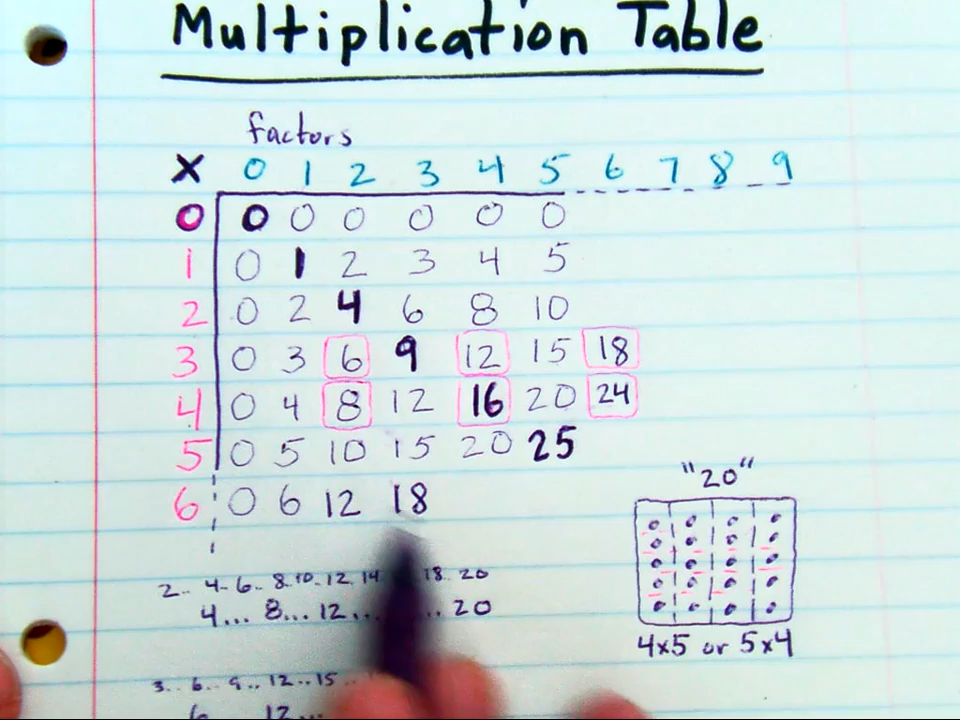 Multiplication Table
factors
X 0 1 2 3 4 5 6 7 8 9
0 0 0 0 0 0 0
1 0 1 2 3 4 5
2 0 2 4 6 8 10
3 0 3 6 9 12 15 18
4 0 4 8 12 16 20 24
5 0 5 10 15 20 25
6 0 6 12 18
"20"
4x5 or 5x4
2.. 4.. 6.. 8.. 10.. 12.. 14 18.. 20
4... 8... 12... 20
3.. 6.. 9.. 12.. 15..
6 12...